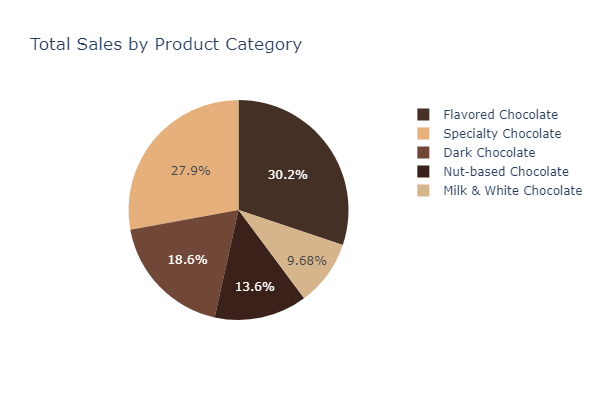 Total Sales by Product Category
30.2%
27.9%
18.6%
13.6%
9.68%
Flavored Chocolate
Specialty Chocolate
Dark Chocolate
Nut-based Chocolate
Milk & White Chocolate